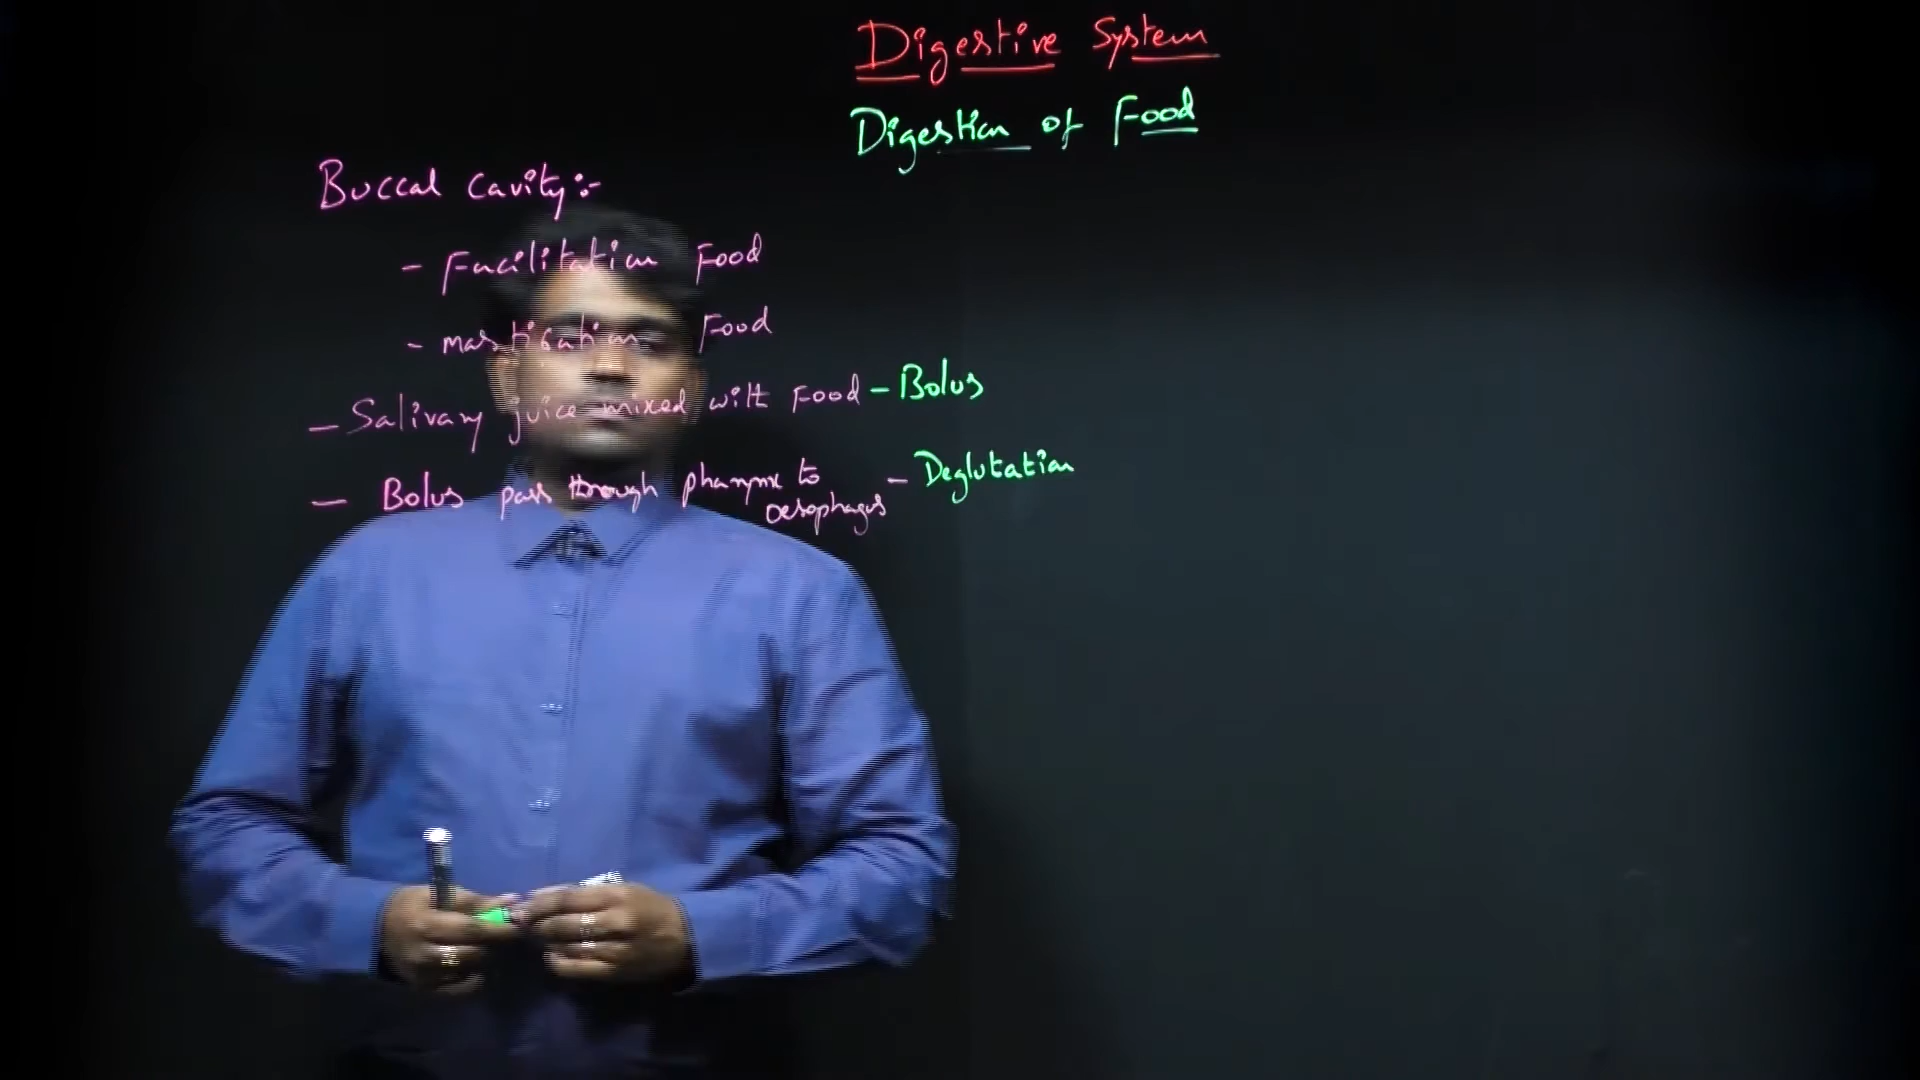 Digestive System
Digestion of Food
Buccal cavity:-
- Facilitation Food
- mastication Food
- Salivary juice mixed with Food - Bolus
- Bolus pass through pharynx to oesophagus - Deglutation